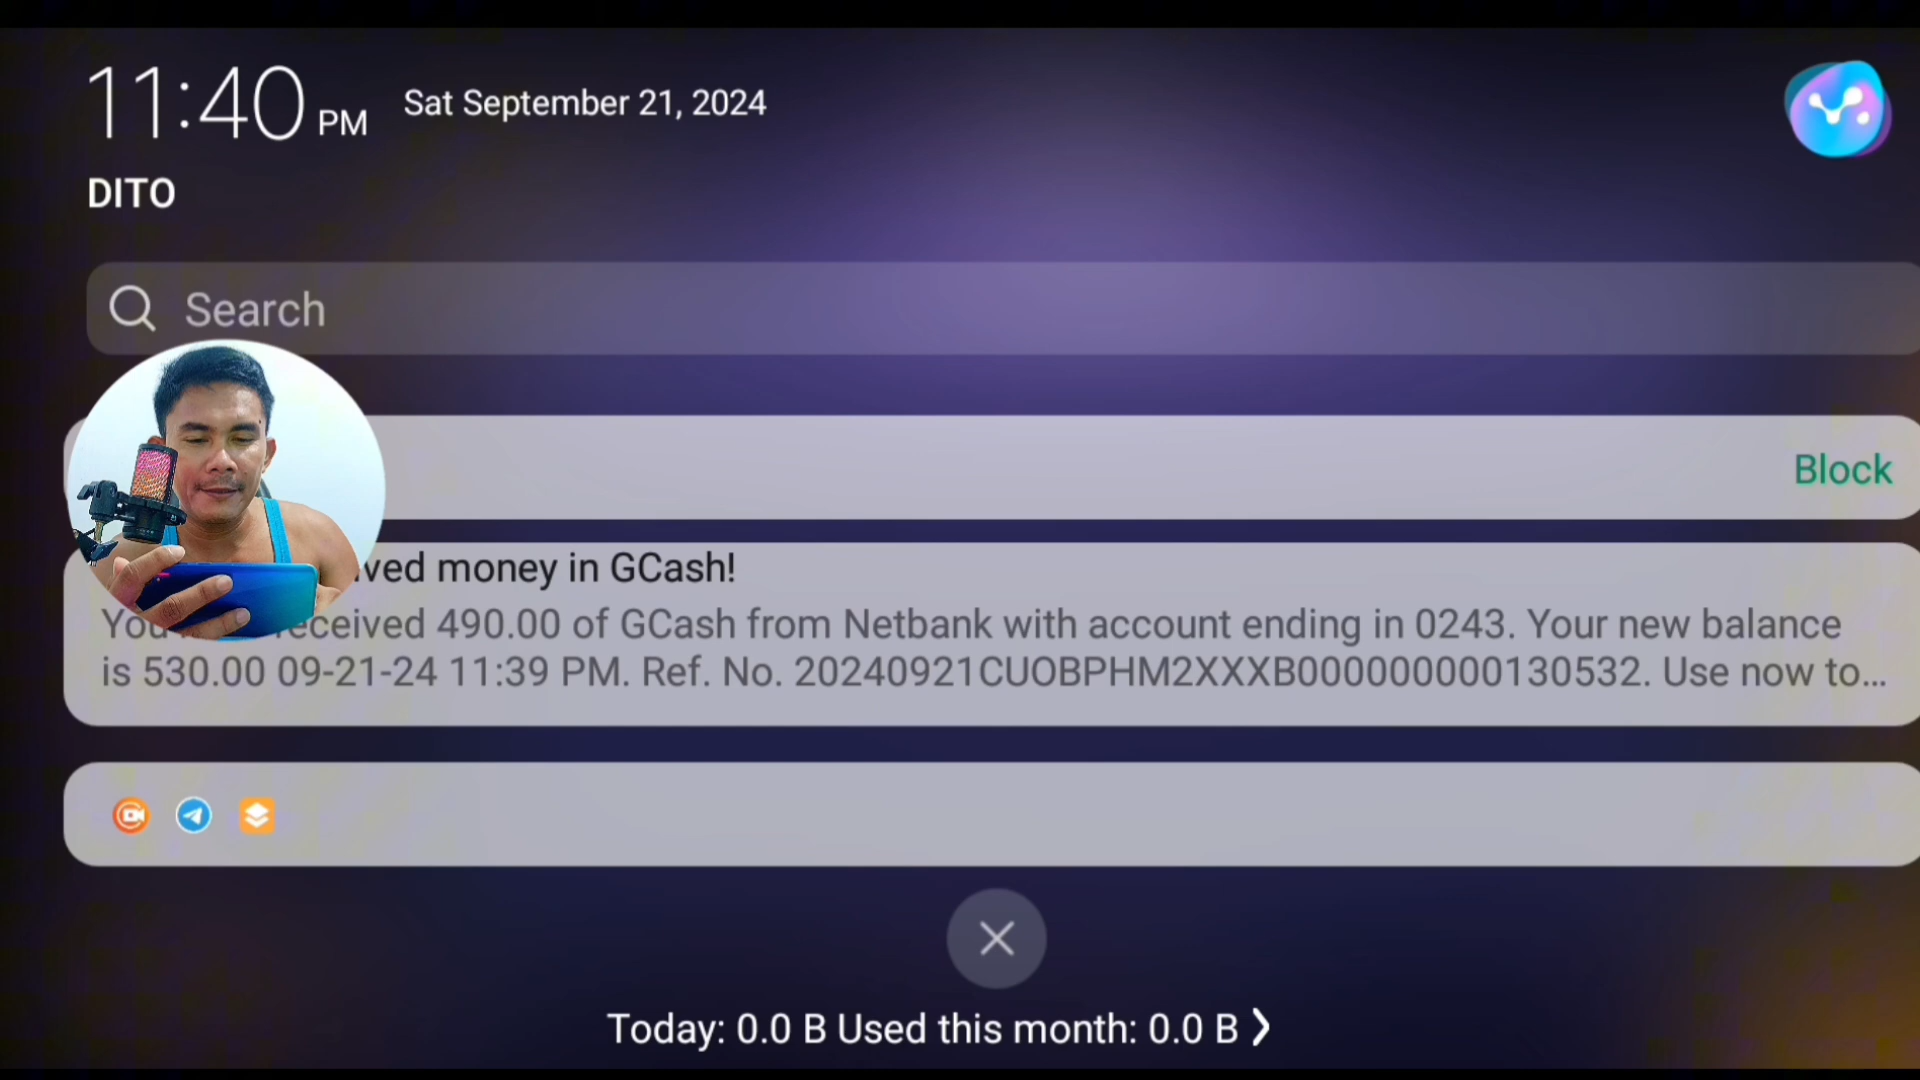 11:40 PM Sat September 21, 2024
DITO
Search
Block
ved money in GCash!
You eceived 490.00 of GCash from Netbank with account ending in 0243. Your new balance
is 530.00 09-21-24 11:39 PM. Ref. No. 20240921CUOBPHM2XXXB000000000130532. Use now to...
Today: 0.0 B Used this month: 0.0 B